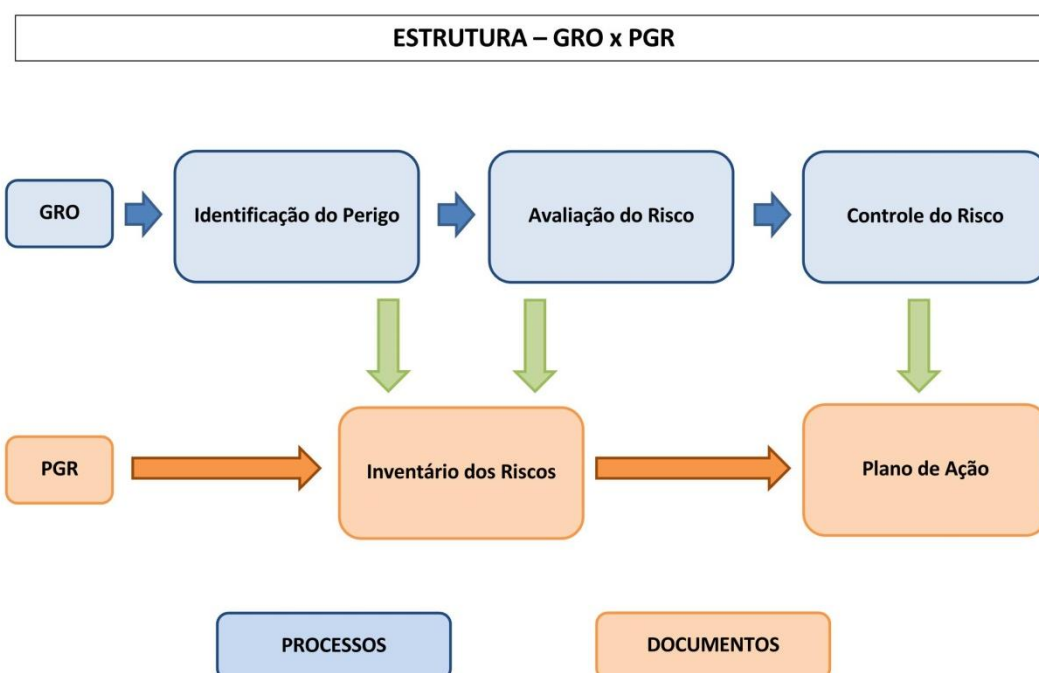 ESTRUTURA – GRO x PGR
GRO
Identificação do Perigo
Avaliação do Risco
Controle do Risco
PGR
Inventário dos Riscos
Plano de Ação
PROCESSOS
DOCUMENTOS